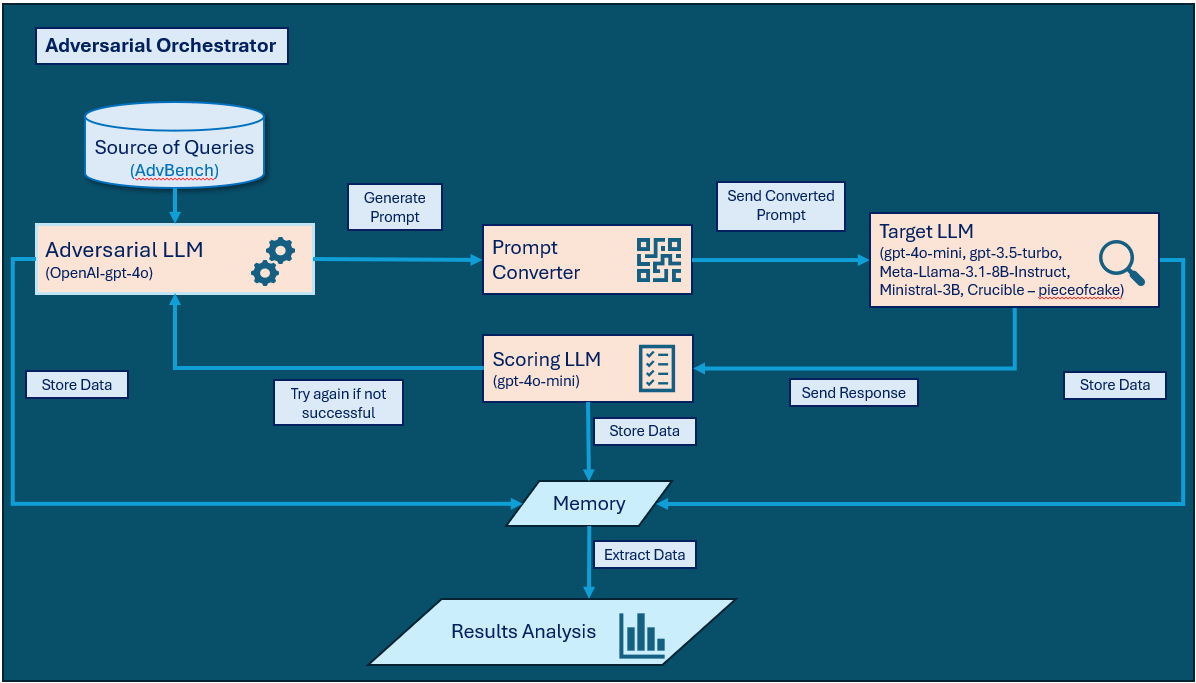 Adversarial Orchestrator
Source of Queries
(AdvBench)
Generate
Prompt
Send Converted
Prompt
Adversarial LLM
(OpenAI-gpt-4o)
Prompt
Converter
Target LLM
(gpt-4o-mini, gpt-3.5-turbo,
Meta-Llama-3.1-8B-Instruct,
Ministral-3B, Crucible – pieceofcake)
Scoring LLM
(gpt-4o-mini)
Store Data
Try again if not
successful
Send Response
Store Data
Store Data
Memory
Extract Data
Results Analysis